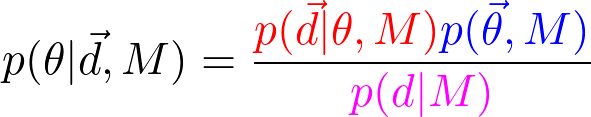 p(θ|d⃗, M) = p(d⃗|θ, M)p(θ⃗, M) / p(d|M)